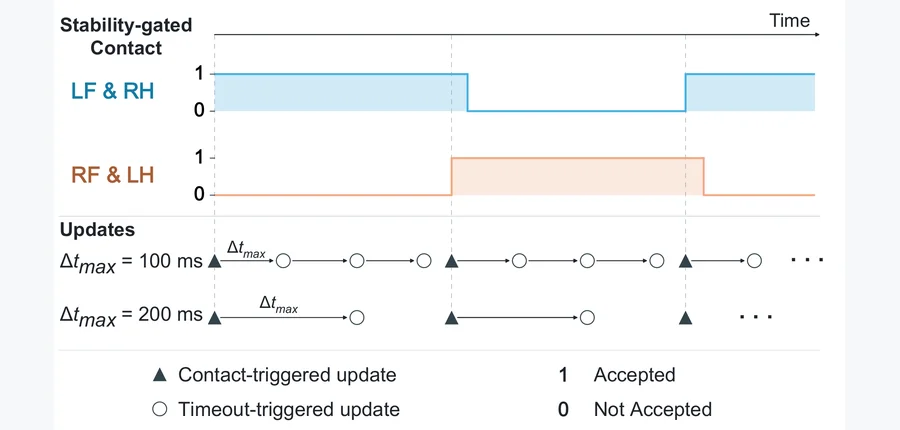 Stability-gated
Contact
Time
1
LF & RH
0
1
RF & LH
0
Updates
Δtmax
Δtmax = 100 ms
· · ·
Δtmax
Δtmax = 200 ms
· · ·
Contact-triggered update
1 Accepted
Timeout-triggered update
0 Not Accepted